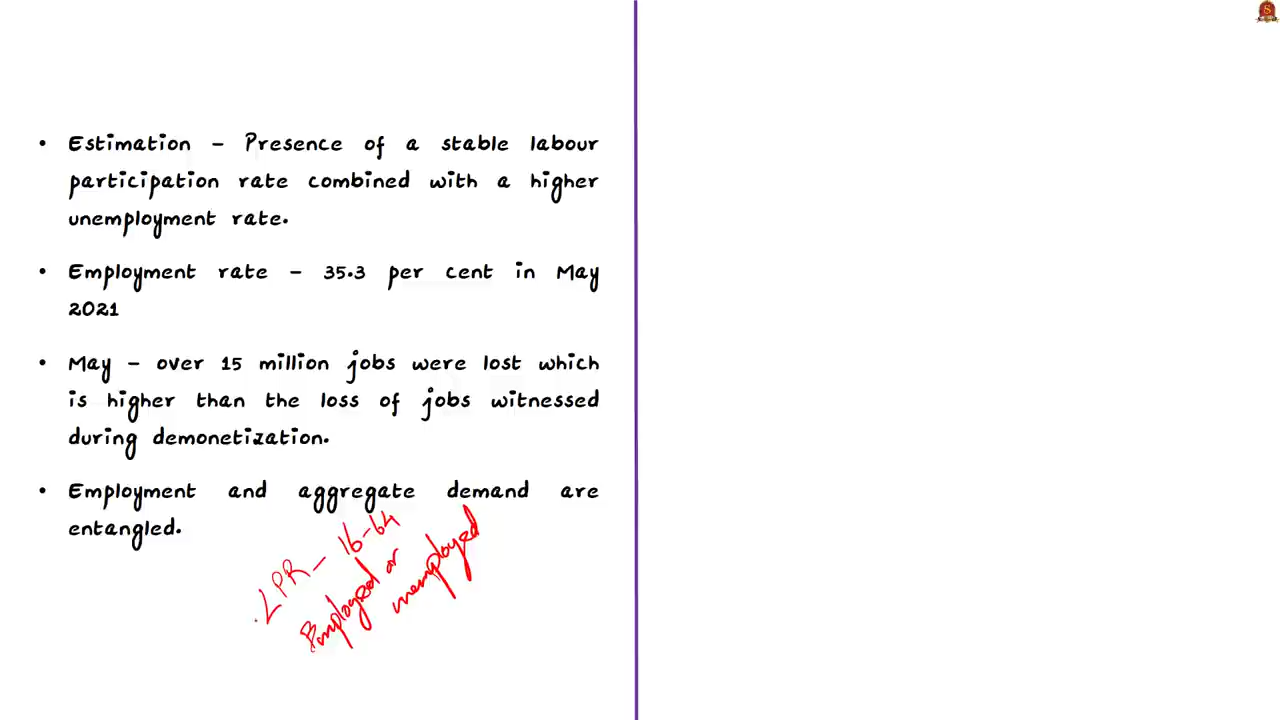 • Estimation – Presence of a stable labour
participation rate combined with a higher
unemployment rate.
• Employment rate – 35.3 per cent in May
2021
• May – over 15 million jobs were lost which
is higher than the loss of jobs witnessed
during demonetization.
• Employment and aggregate demand are
entangled.
LPR – 16-64
Employed or
unemployed